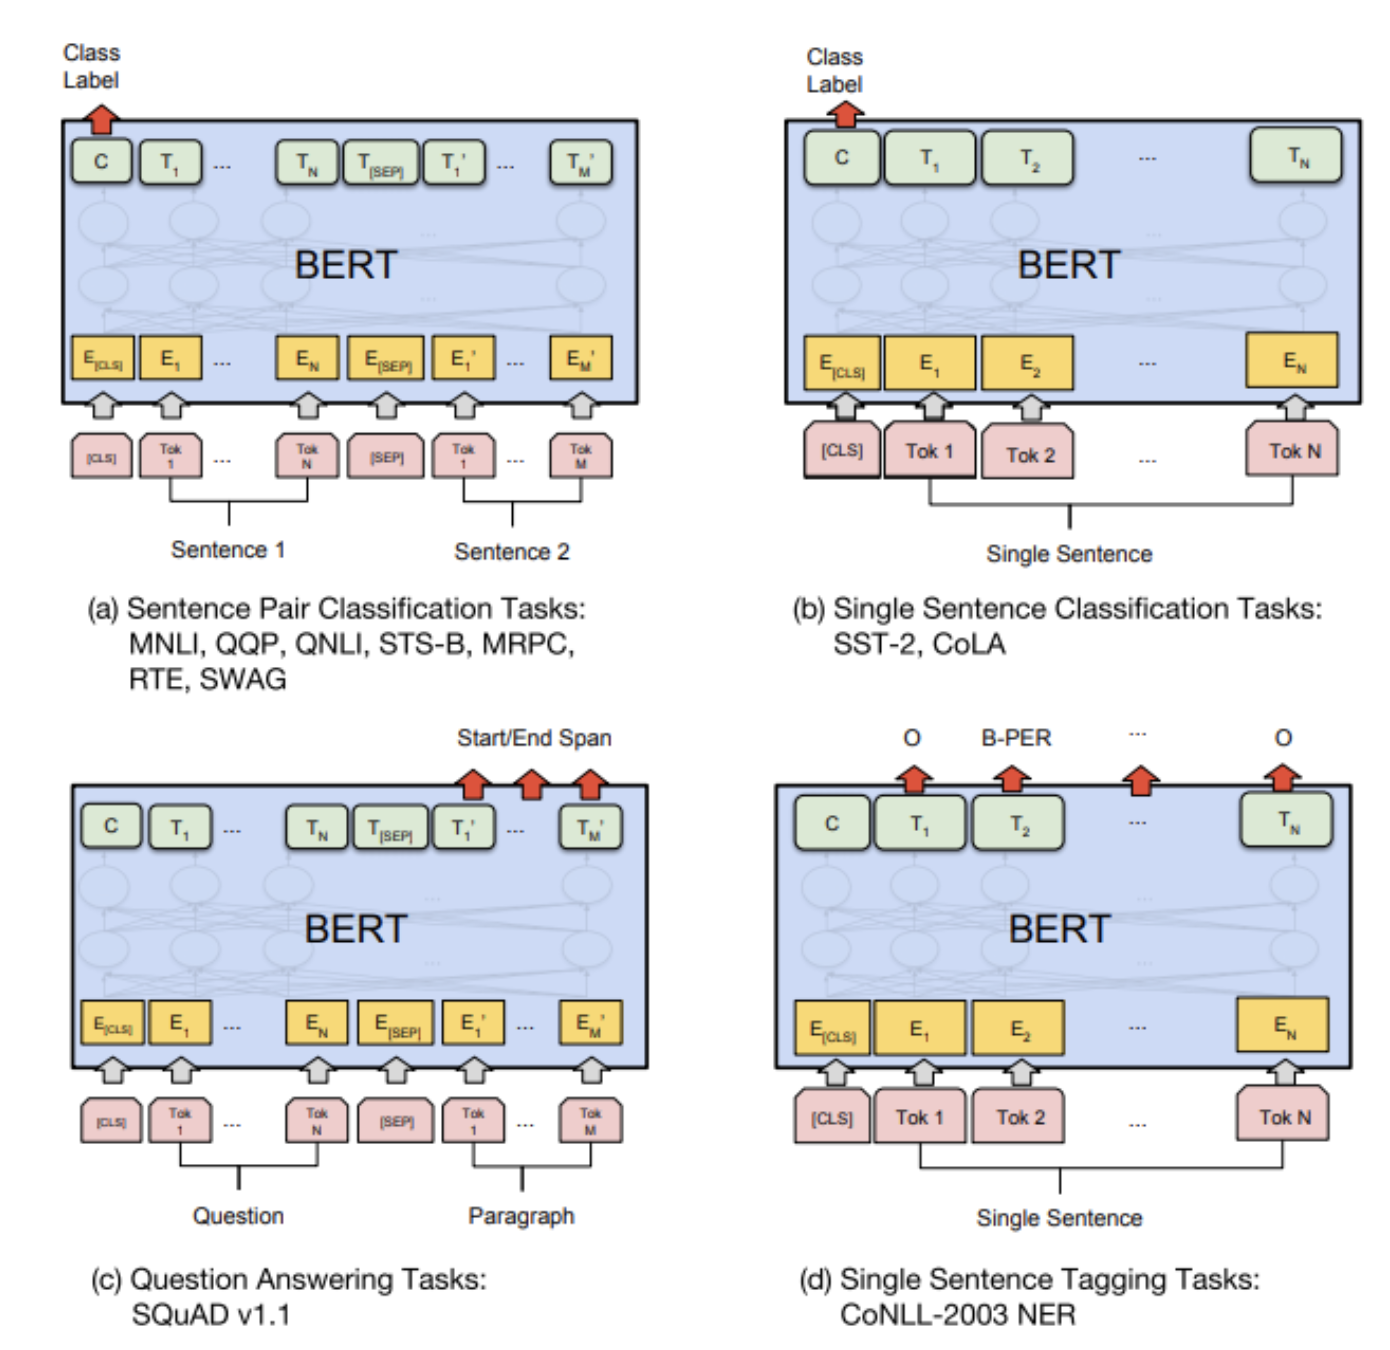 Class
Label
C T1 ... TN T[SEP] T1' ... TM'
...
BERT
...
E[CLS] E1 ... EN E[SEP] E1' ... EM'
[CLS] Tok 1 ... Tok N [SEP] Tok 1 ... Tok M
Sentence 1 Sentence 2
(a) Sentence Pair Classification Tasks:
MNLI, QQP, QNLI, STS-B, MRPC,
RTE, SWAG
Class
Label
C T1 T2 ... TN
...
BERT
...
E[CLS] E1 E2 ... EN
[CLS] Tok 1 Tok 2 ... Tok N
Single Sentence
(b) Single Sentence Classification Tasks:
SST-2, CoLA
Start/End Span
C T1 ... TN T[SEP] T1' ... TM'
...
BERT
...
E[CLS] E1 ... EN E[SEP] E1' ... EM'
[CLS] Tok 1 ... Tok N [SEP] Tok 1 ... Tok M
Question Paragraph
(c) Question Answering Tasks:
SQuAD v1.1
O B-PER ... O
C T1 T2 ... TN
...
BERT
...
E[CLS] E1 E2 ... EN
[CLS] Tok 1 Tok 2 ... Tok N
Single Sentence
(d) Single Sentence Tagging Tasks:
CoNLL-2003 NER